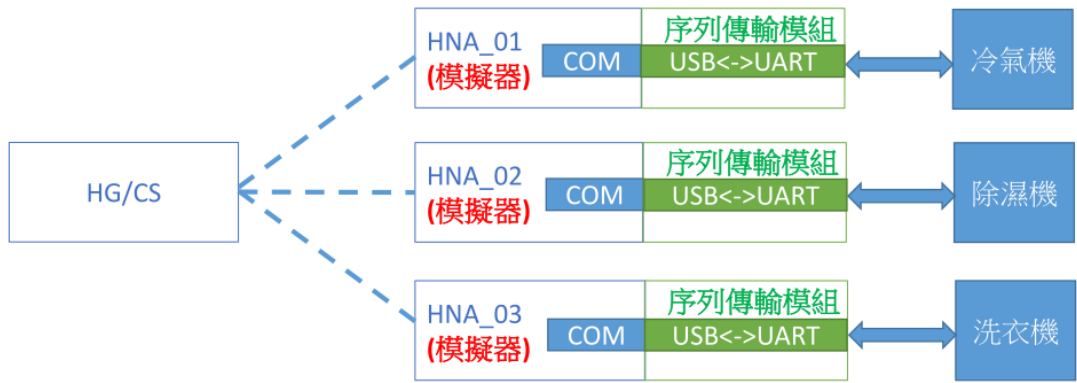 HG/CS
HNA_01
(模擬器)
COM
序列傳輸模組
USB<->UART
冷氣機
HNA_02
(模擬器)
COM
序列傳輸模組
USB<->UART
除濕機
HNA_03
(模擬器)
COM
序列傳輸模組
USB<->UART
洗衣機